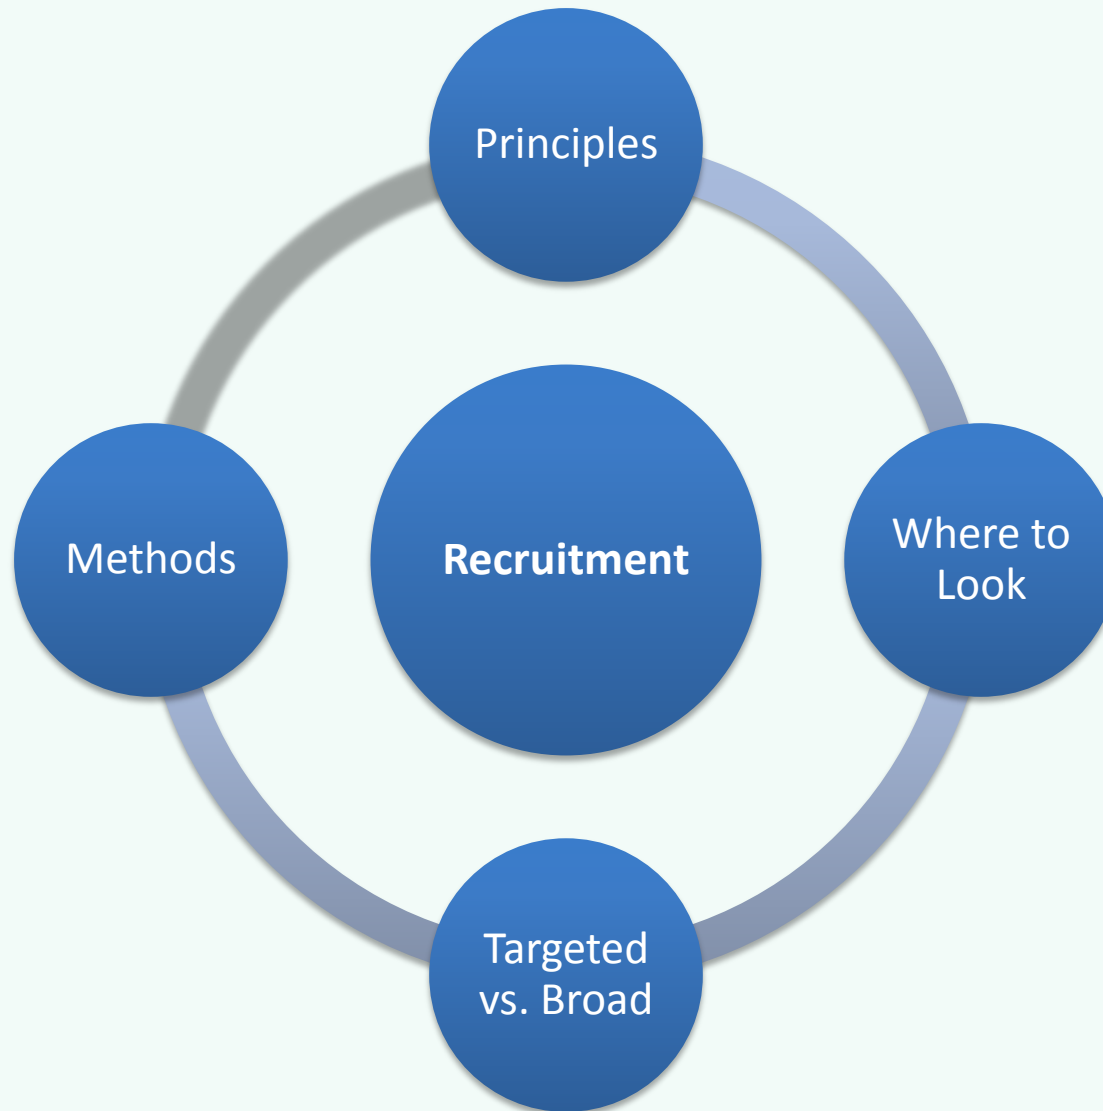 Principles
Methods
Recruitment
Where to
Look
Targeted
vs. Broad